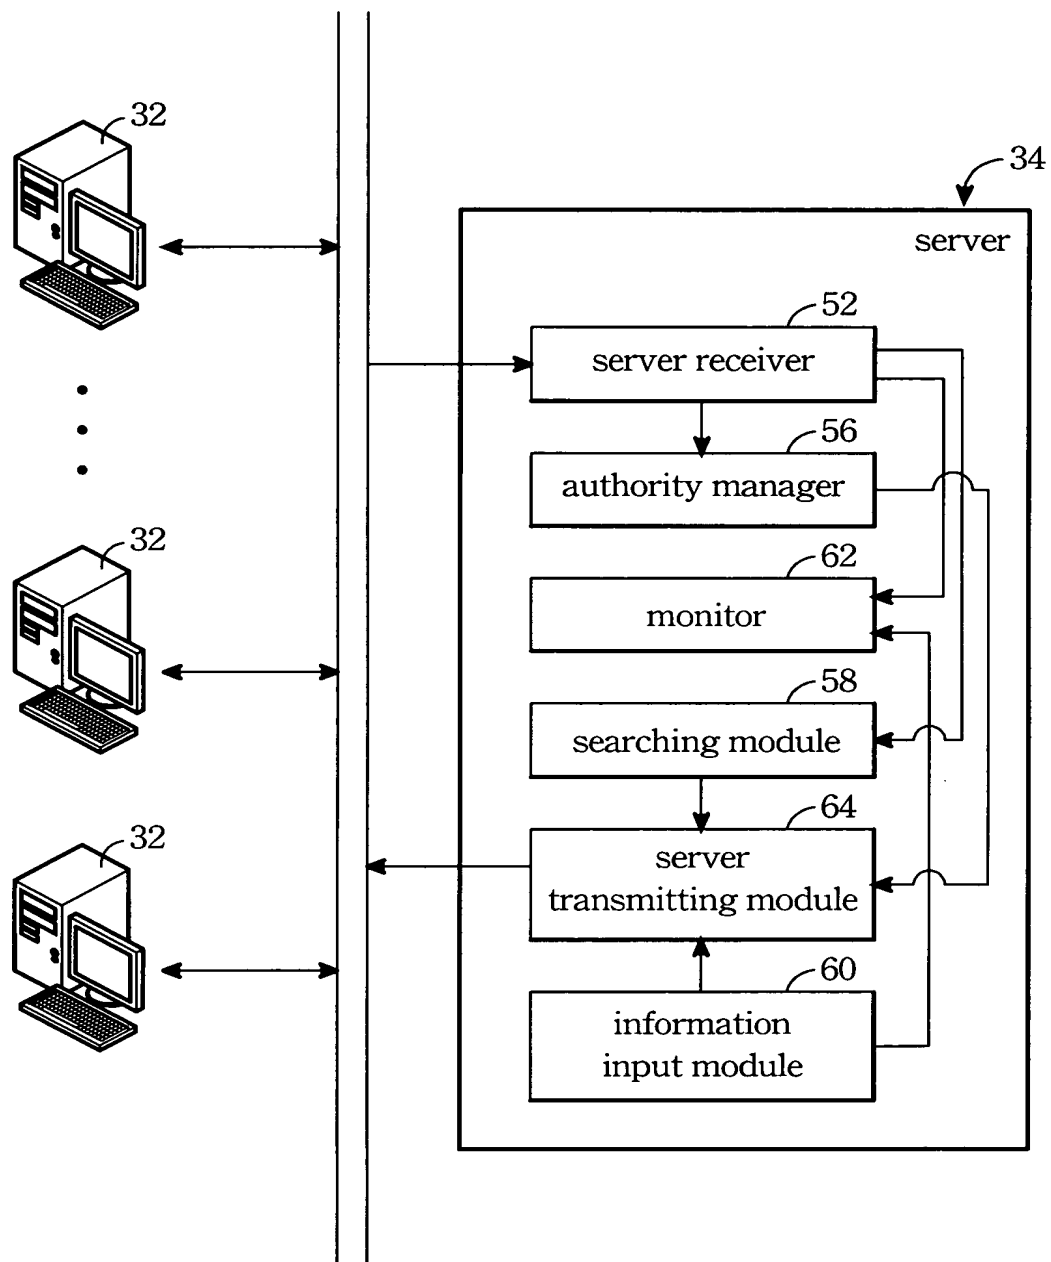 32
34
server
52
server receiver
56
authority manager
32
62
monitor
58
searching module
64
server
transmitting module
32
60
information
input module